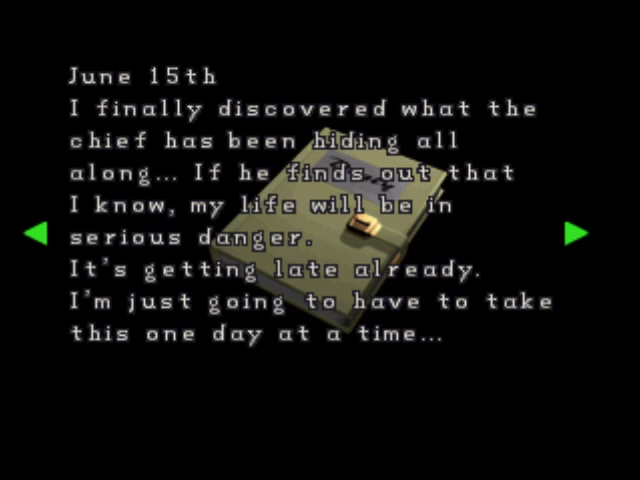 June 15th
I finally discovered what the
chief has been hiding all
along... If he finds out that
I know, my life will be in
serious danger.
It's getting late already.
I'm just going to have to take
this one day at a time...
Diary